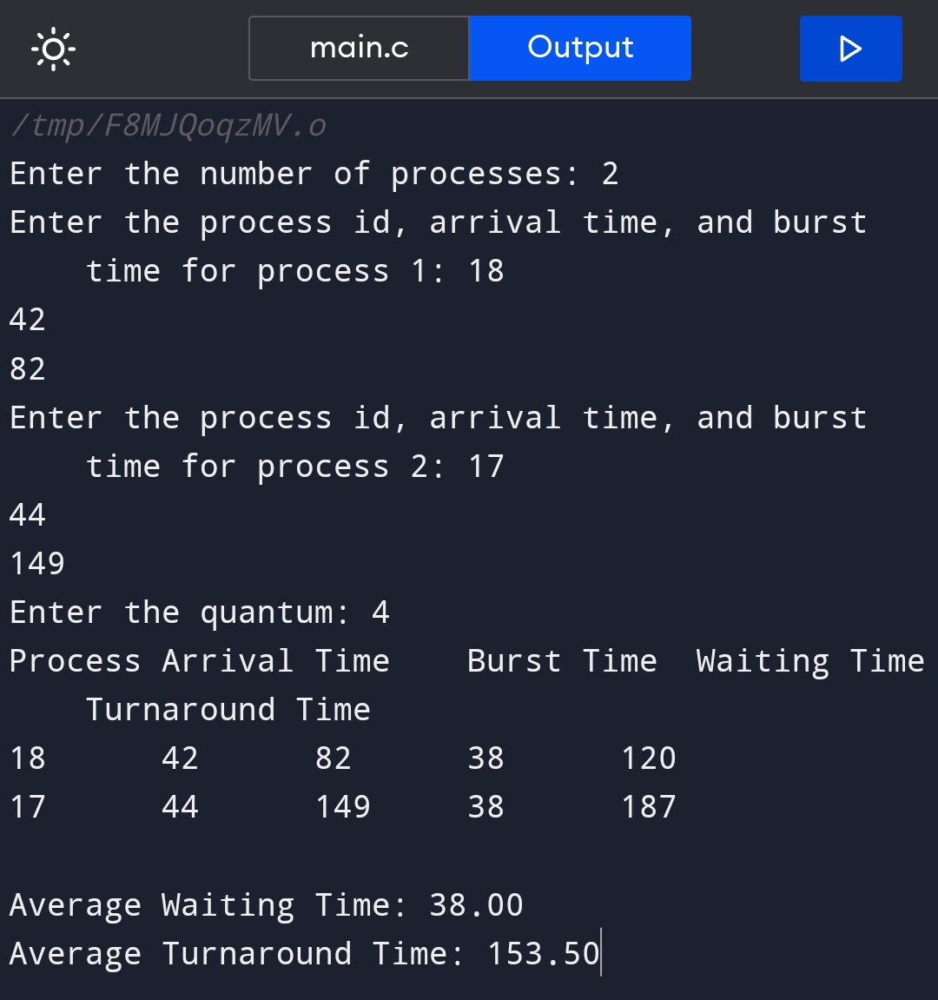 main.c Output
/tmp/F8MJQoqzMV.o
Enter the number of processes: 2
Enter the process id, arrival time, and burst
time for process 1: 18
42
82
Enter the process id, arrival time, and burst
time for process 2: 17
44
149
Enter the quantum: 4
Process Arrival Time    Burst Time  Waiting Time
Turnaround Time
18      42      82      38      120
17      44      149     38      187
Average Waiting Time: 38.00
Average Turnaround Time: 153.50